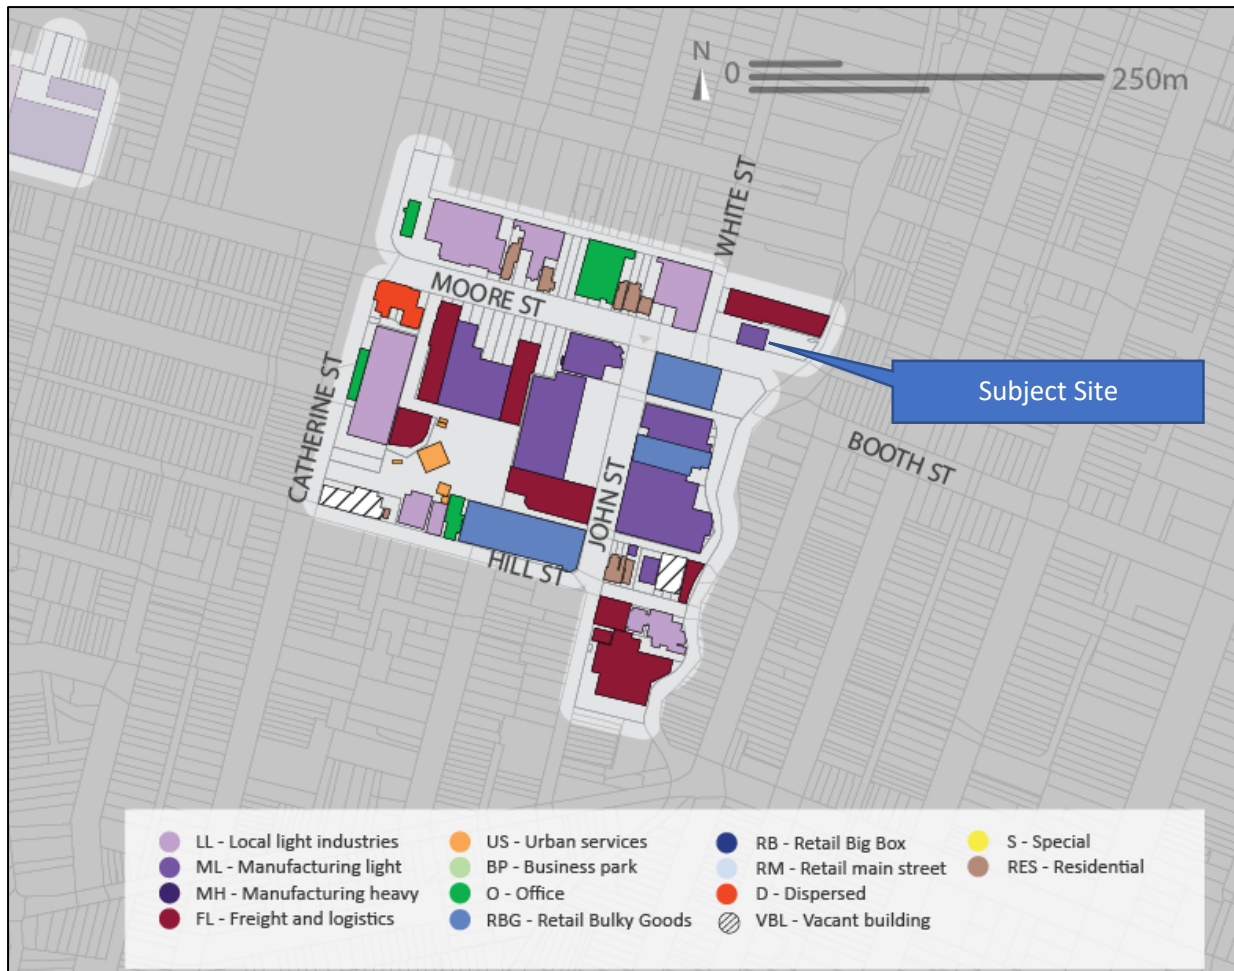 N
0
250m
WHITE ST
MOORE ST
Subject Site
CATHERINE ST
BOOTH ST
JOHN ST
HILL ST
LL - Local light industries
US - Urban services
RB - Retail Big Box
S - Special
ML - Manufacturing light
BP - Business park
RM - Retail main street
RES - Residential
MH - Manufacturing heavy
O - Office
D - Dispersed
FL - Freight and logistics
RBG - Retail Bulky Goods
VBL - Vacant building